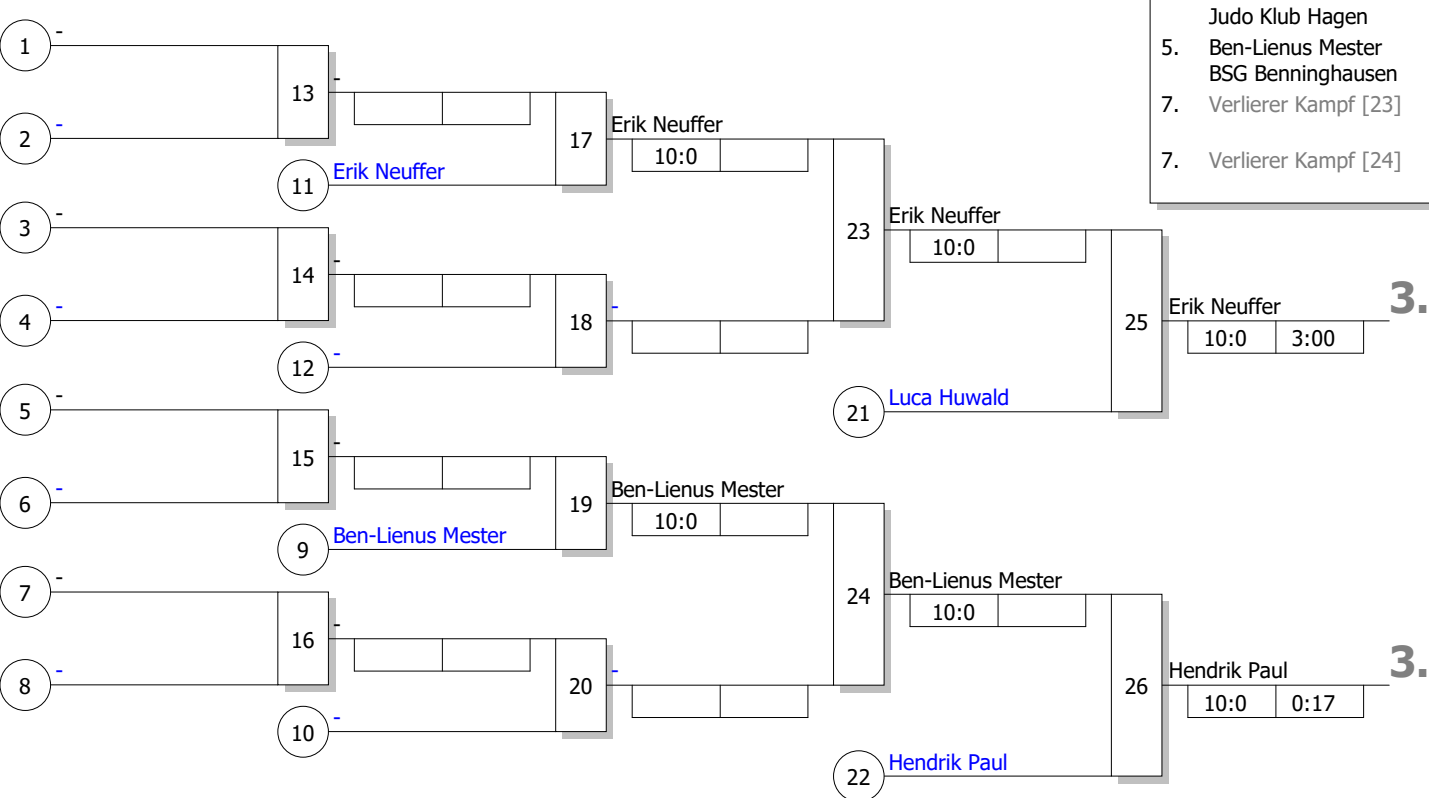 Judo Klub Hagen
5. Ben-Lienus Mester
BSG Benninghausen
7. Verlierer Kampf [23]
7. Verlierer Kampf [24]
1 -
2 -
13 -
11 Erik Neuffer
17 Erik Neuffer
10:0
3 -
4 -
14 -
12 -
18 -
23 Erik Neuffer
10:0
21 Luca Huwald
25 Erik Neuffer 3.
10:0 3:00
5 -
6 -
15 -
9 Ben-Lienus Mester
19 Ben-Lienus Mester
10:0
7 -
8 -
16 -
10 -
20 -
24 Ben-Lienus Mester
10:0
22 Hendrik Paul
26 Hendrik Paul 3.
10:0 0:17